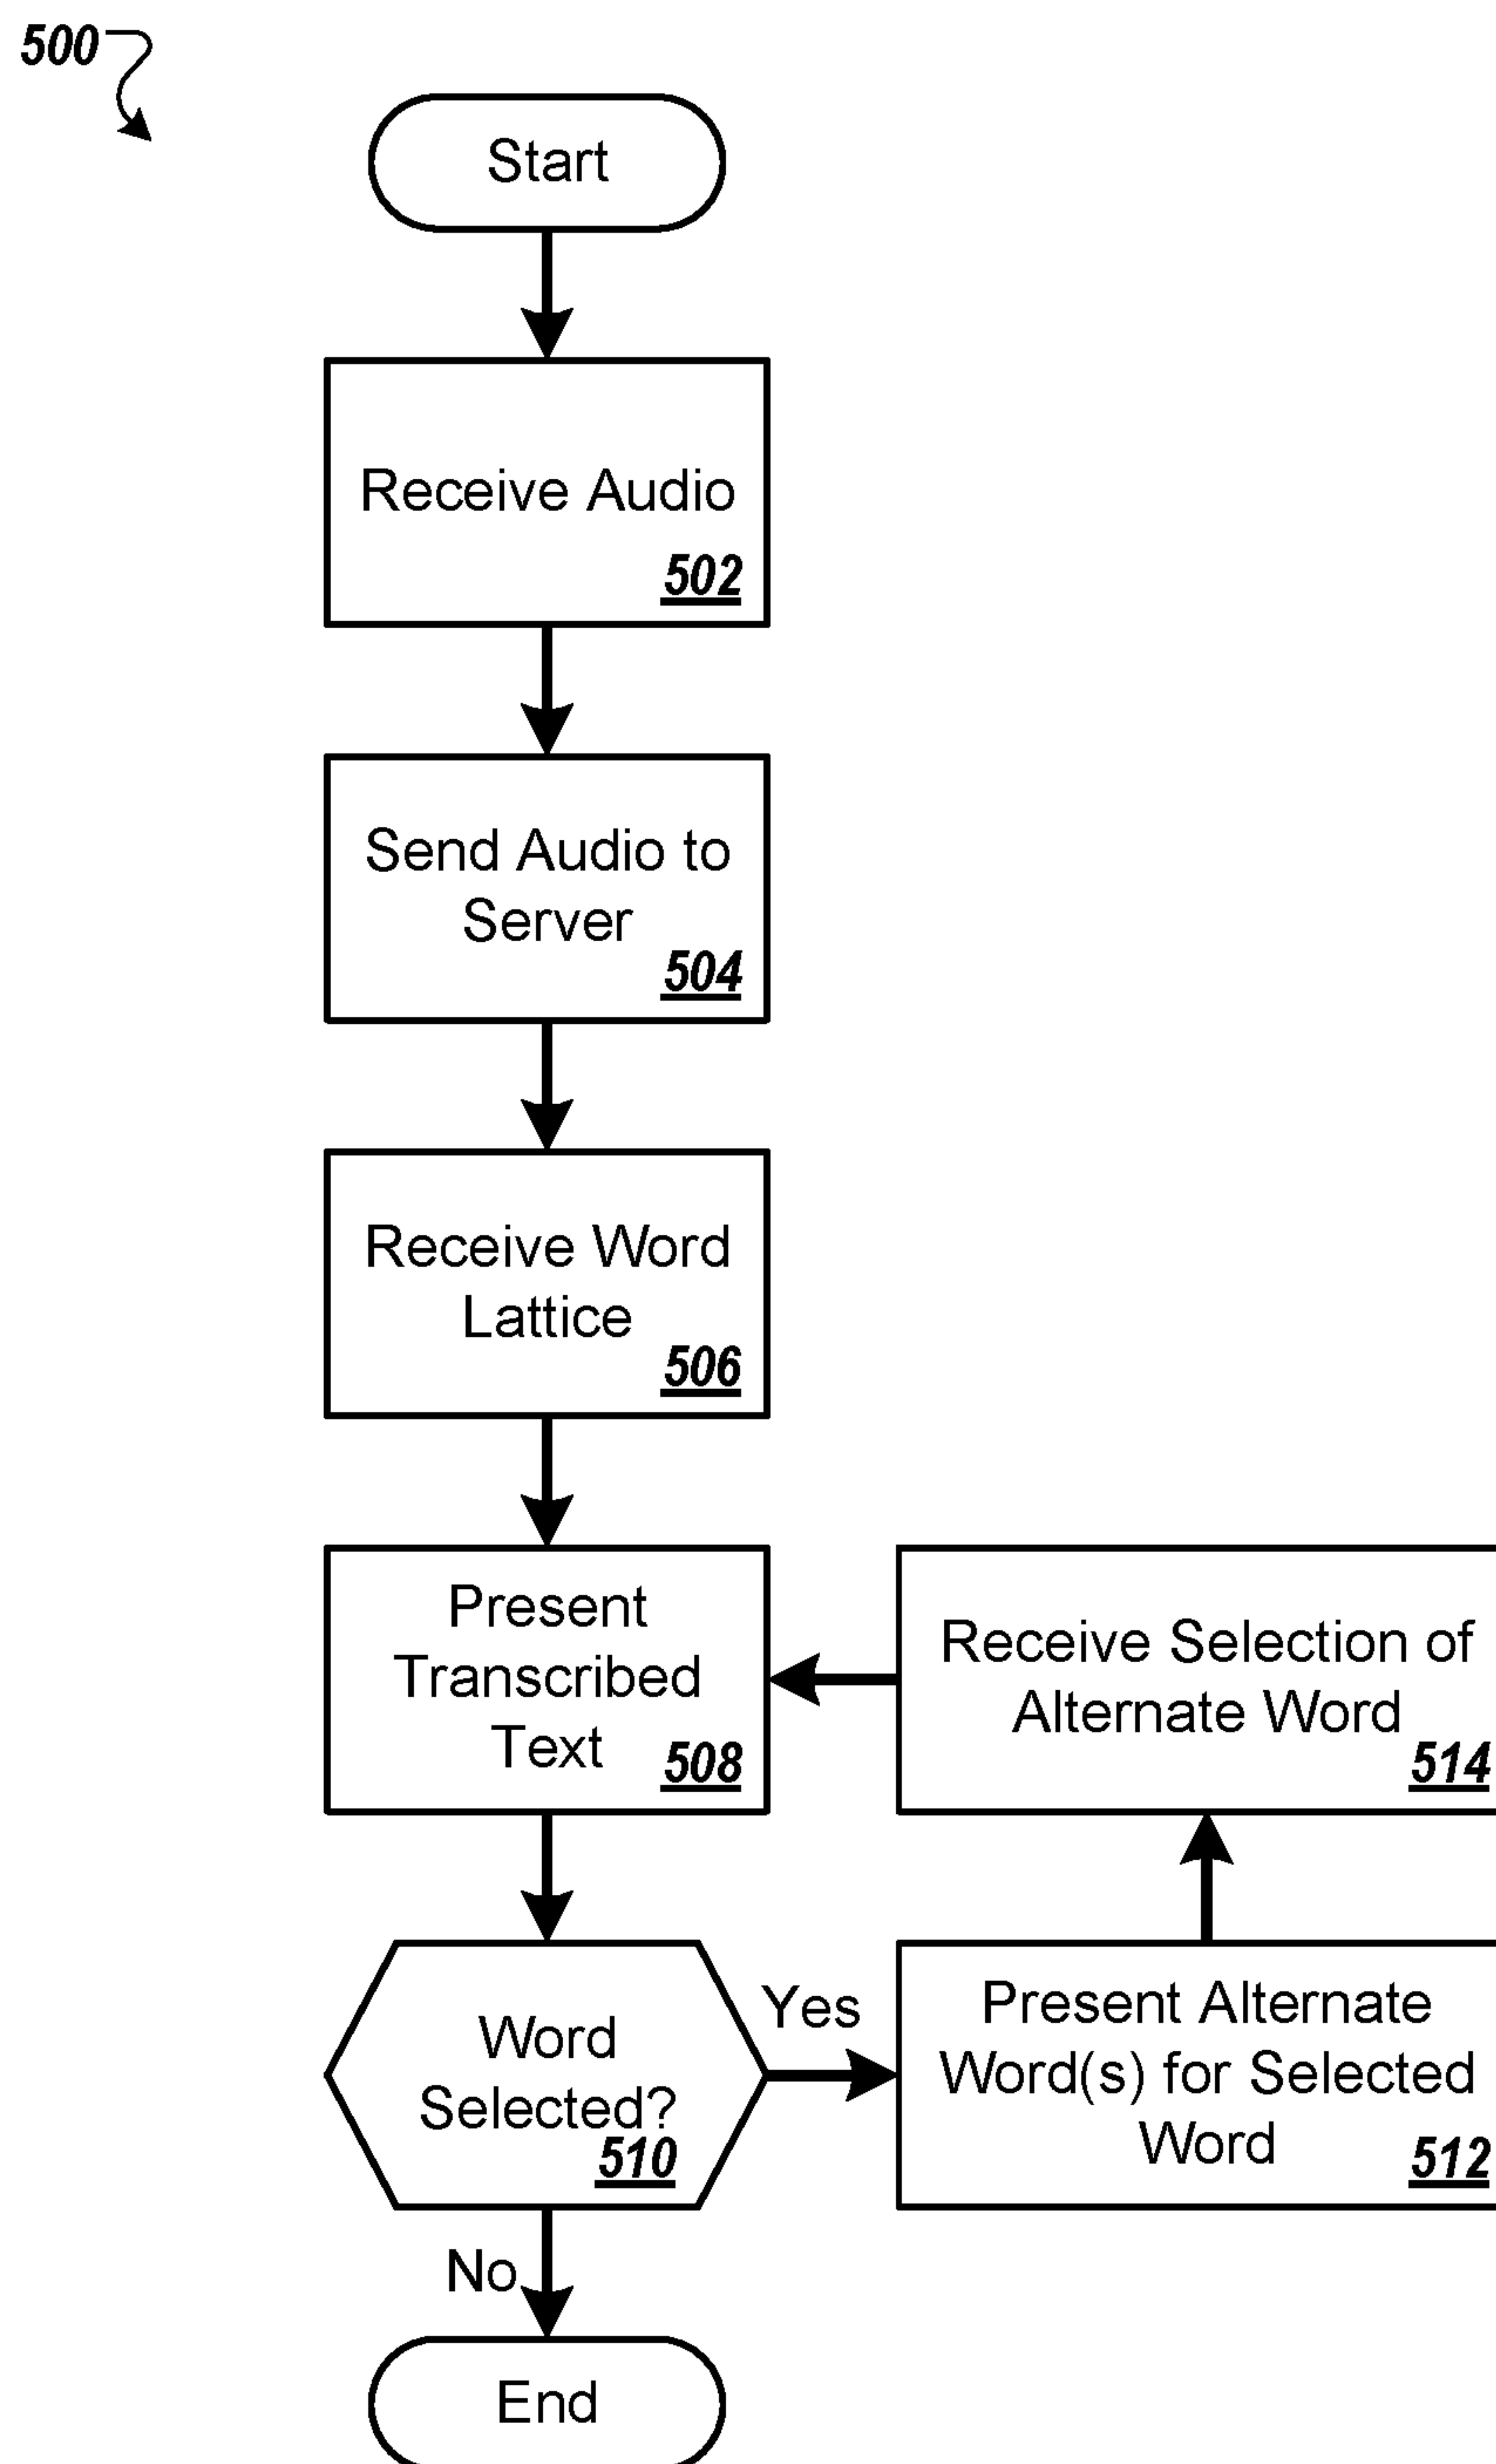 500
Start
Receive Audio
502
Send Audio to
Server
504
Receive Word
Lattice
506
Present
Transcribed
Text
508
Receive Selection of
Alternate Word
514
Word
Selected?
510
Yes
Present Alternate
Word(s) for Selected
Word
512
No
End